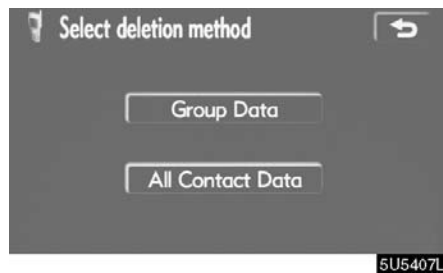 Select deletion method
Group Data
All Contact Data
5U5407L